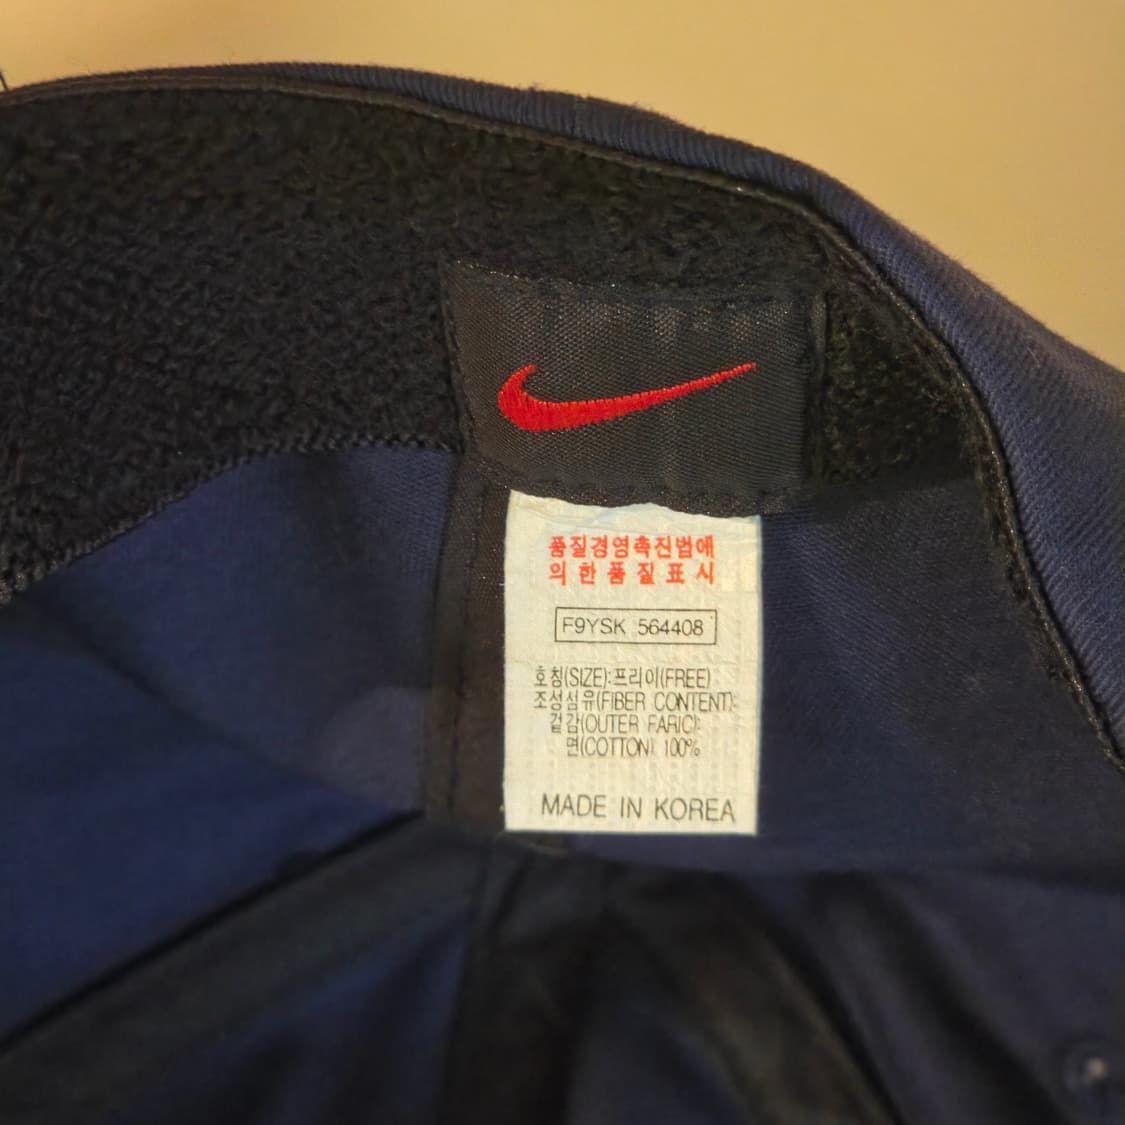 품질경영촉진법에
의한품질표시
F9YSK 564408
호칭(SIZE):프리이(FREE)
조성섬유(FIBER CONTENT):
겉감(OUTER FARIC):
면(COTTON) 100%
MADE IN KOREA